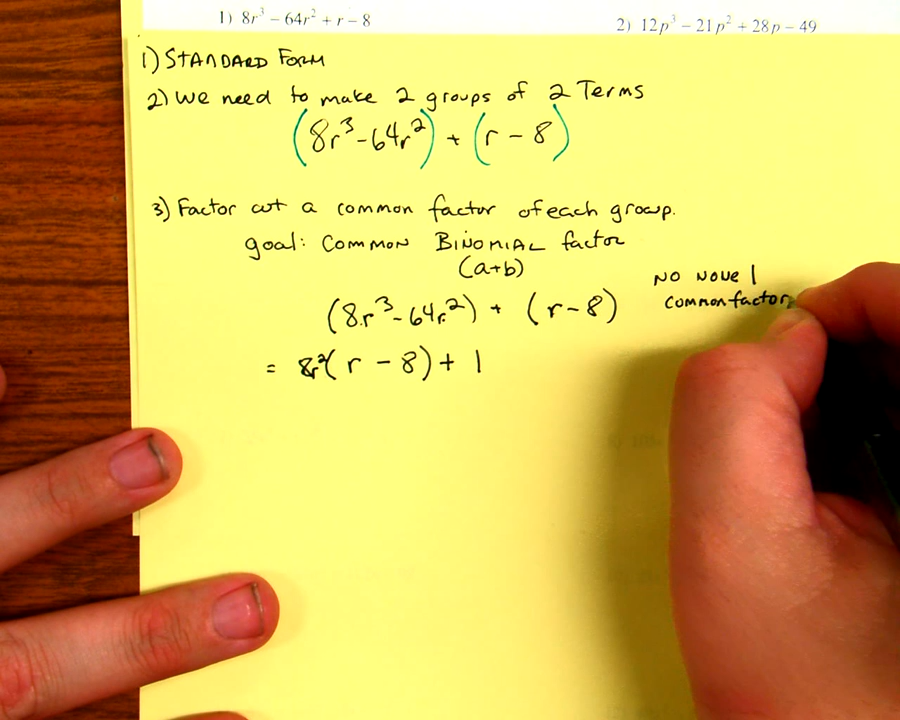 1) 8r³ − 64r² + r − 8
2) 12p³ − 21p² + 28p − 49
1) STANDARD FORM
2) We need to make 2 groups of 2 Terms
(8r³-64r²) + (r - 8)
3) Factor out a common factor of each group.
goal: COMMON BINOMIAL factor
(a+b)
(8r³-64r²) + (r-8)
NO NOVEL
common factor
= 8r²(r - 8) + 1